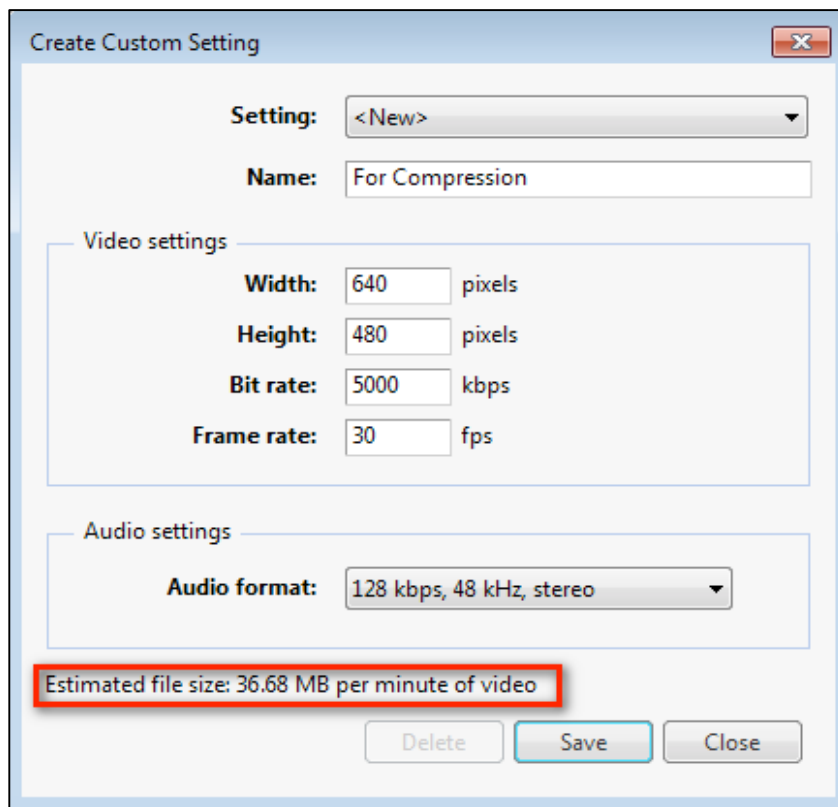 Create Custom Setting
Setting: <New>
Name: For Compression
Video settings
Width: 640 pixels
Height: 480 pixels
Bit rate: 5000 kbps
Frame rate: 30 fps
Audio settings
Audio format: 128 kbps, 48 kHz, stereo
Estimated file size: 36.68 MB per minute of video
Delete Save Close